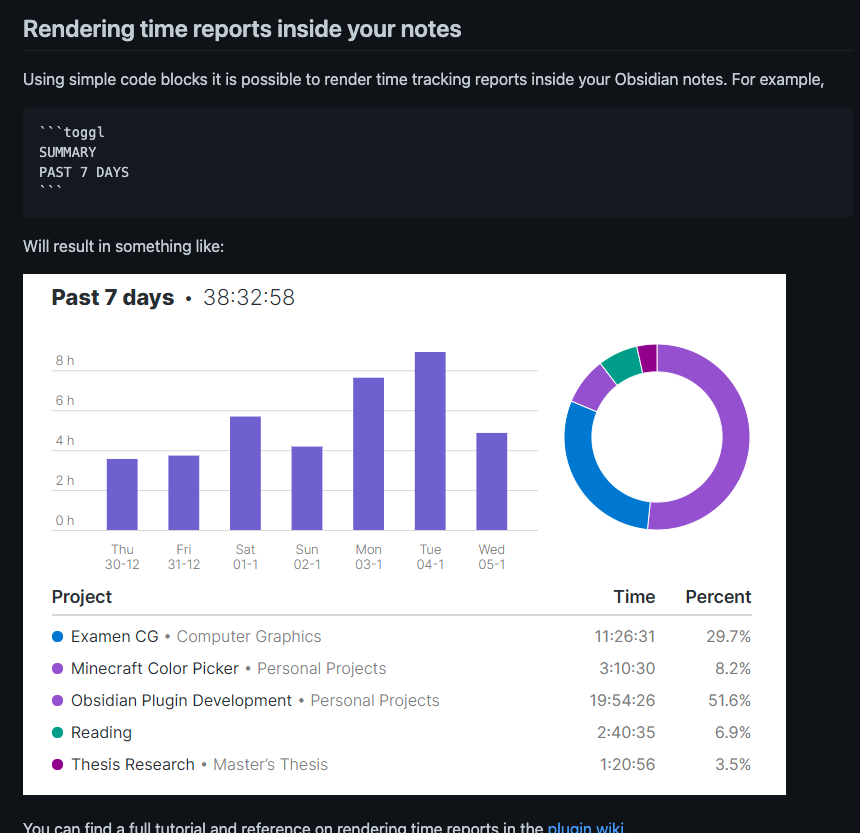 Rendering time reports inside your notes
Using simple code blocks it is possible to render time tracking reports inside your Obsidian notes. For example,
```toggl
SUMMARY
PAST 7 DAYS
```
Will result in something like:
Past 7 days • 38:32:58
8 h
6 h
4 h
2 h
0 h
Thu Fri Sat Sun Mon Tue Wed
30-12 31-12 01-1 02-1 03-1 04-1 05-1
Project Time Percent
Examen CG • Computer Graphics 11:26:31 29.7%
Minecraft Color Picker • Personal Projects 3:10:30 8.2%
Obsidian Plugin Development • Personal Projects 19:54:26 51.6%
Reading 2:40:35 6.9%
Thesis Research • Master's Thesis 1:20:56 3.5%
You can find a full tutorial and reference on rendering time reports in the plugin wiki